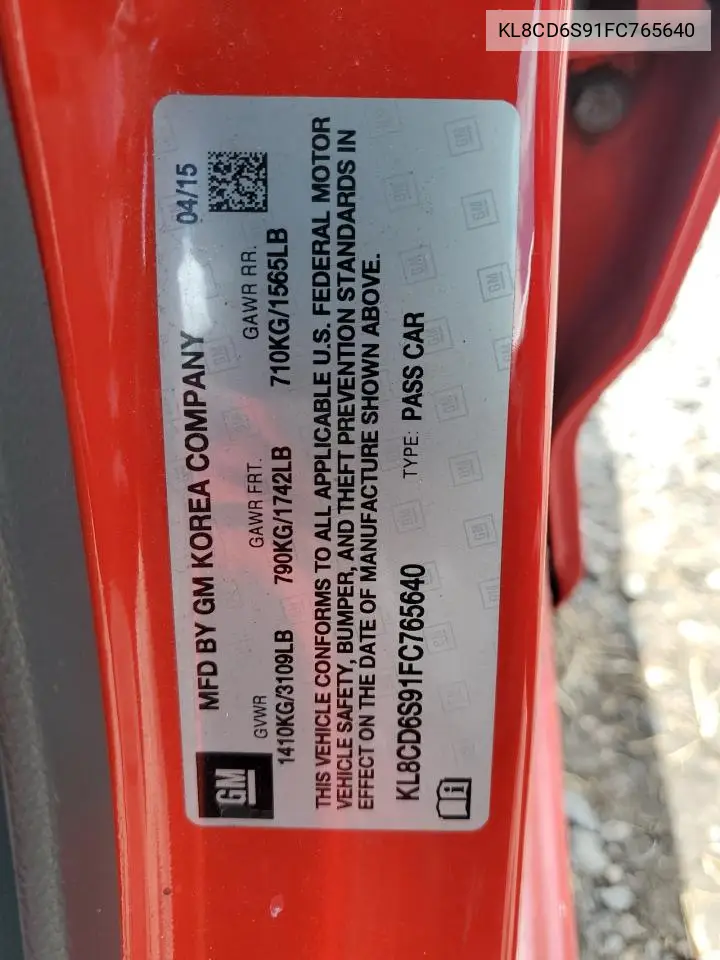 KL8CD6S91FC765640
GM
MFD BY GM KOREA COMPANY 04/15
GVWR GAWR FRT. GAWR RR.
1410KG/3109LB 790KG/1742LB 710KG/1565LB
THIS VEHICLE CONFORMS TO ALL APPLICABLE U.S. FEDERAL MOTOR
VEHICLE SAFETY, BUMPER, AND THEFT PREVENTION STANDARDS IN
EFFECT ON THE DATE OF MANUFACTURE SHOWN ABOVE.
KL8CD6S91FC765640 TYPE: PASS CAR